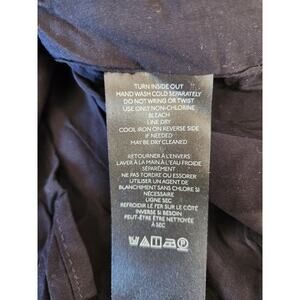 TURN INSIDE OUT
HAND WASH COLD SEPARATELY
DO NOT WRING OR TWIST
USE ONLY NON-CHLORINE
BLEACH
LINE DRY
COOL IRON ON REVERSE SIDE
IF NEEDED
MAY BE DRY CLEANED
RETOURNER À L'ENVERS
LAVER À LA MAIN À L'EAU FROIDE
SÉPARÉMENT
NE PAS TORDRE OU ESSORER
UTILISER UN AGENT DE
BLANCHIMENT SANS CHLORE SI
NÉCESSAIRE
LIGNE SEC
REFROIDIR LE FER SUR LE CÔTÉ
INVERSE SI BESOIN
PEUT-ÊTRE ÊTRE NETTOYÉ
À SEC